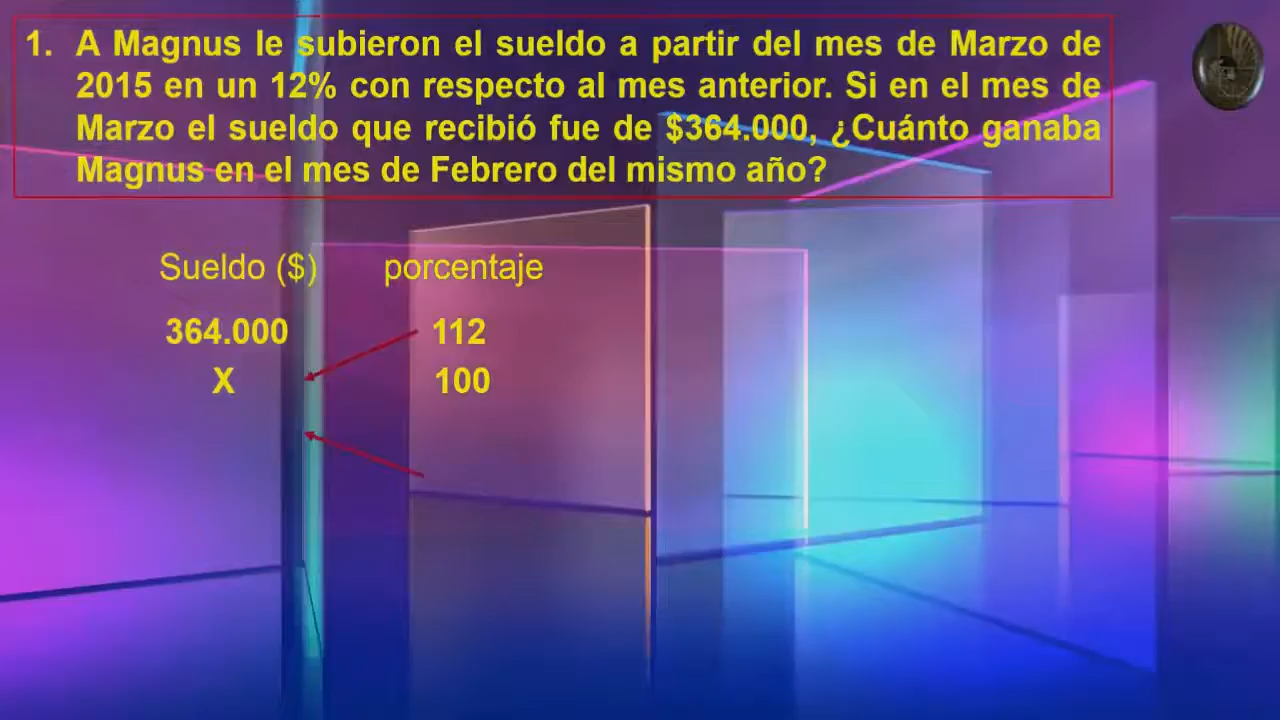 1. A Magnus le subieron el sueldo a partir del mes de Marzo de
2015 en un 12% con respecto al mes anterior. Si en el mes de
Marzo el sueldo que recibió fue de $364.000, ¿Cuánto ganaba
Magnus en el mes de Febrero del mismo año?
Sueldo ($) porcentaje
364.000 112
X 100